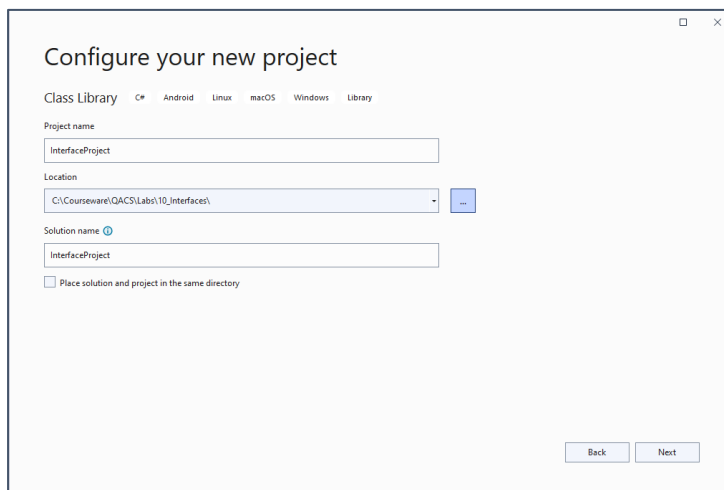 Configure your new project
Class Library C# Android Linux macOS Windows Library
Project name
InterfaceProject
Location
C:\Courseware\QACS\Labs\10_Interfaces\
...
Solution name
InterfaceProject
Place solution and project in the same directory
Back Next